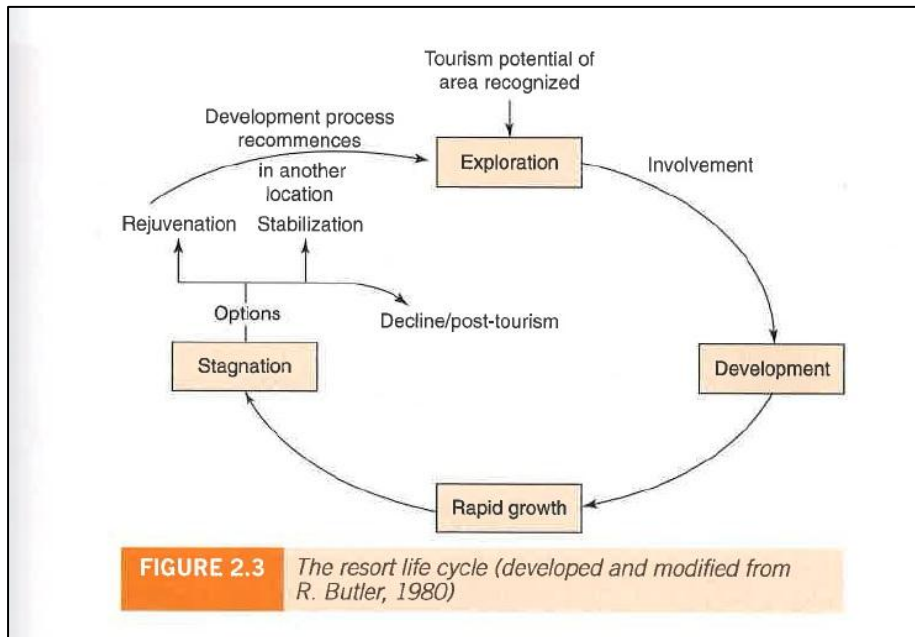 Tourism potential of
area recognized
Development process
recommences
in another
location
Exploration
Involvement
Rejuvenation
Stabilization
Options
Decline/post-tourism
Stagnation
Development
Rapid growth
FIGURE 2.3
The resort life cycle (developed and modified from
R. Butler, 1980)